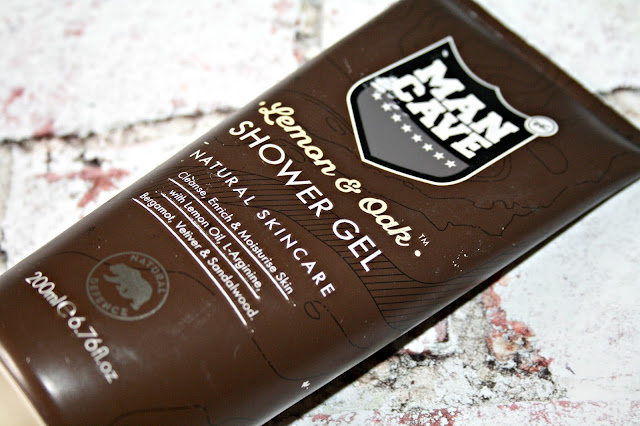 MAN
CAVE
Lemon & Oak™
SHOWER GEL
NATURAL SKINCARE
Cleanse, Enrich & Moisturise Skin
with Lemon Oil, L-Arginine,
Bergamot, Vetiver & Sandalwood
NATURAL
DEFENCE
200ml ℮ 6.76fl.oz